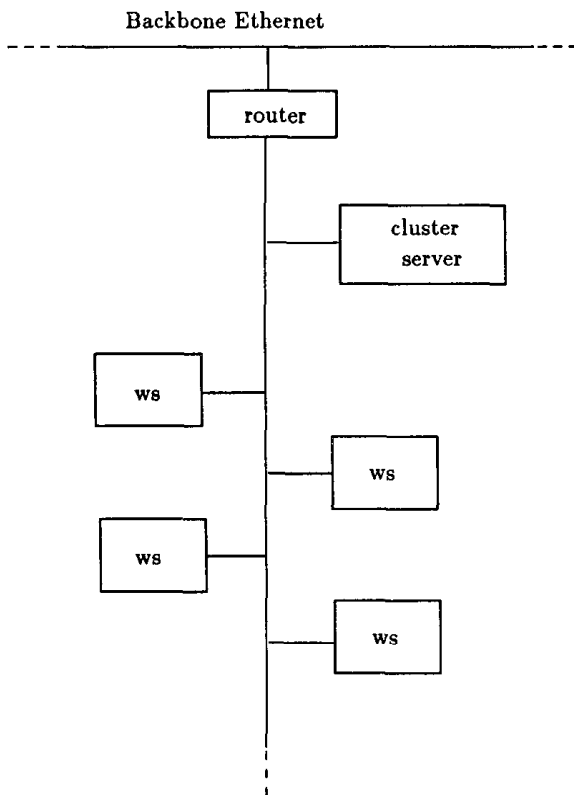 Backbone Ethernet
router
cluster
server
ws
ws
ws
ws